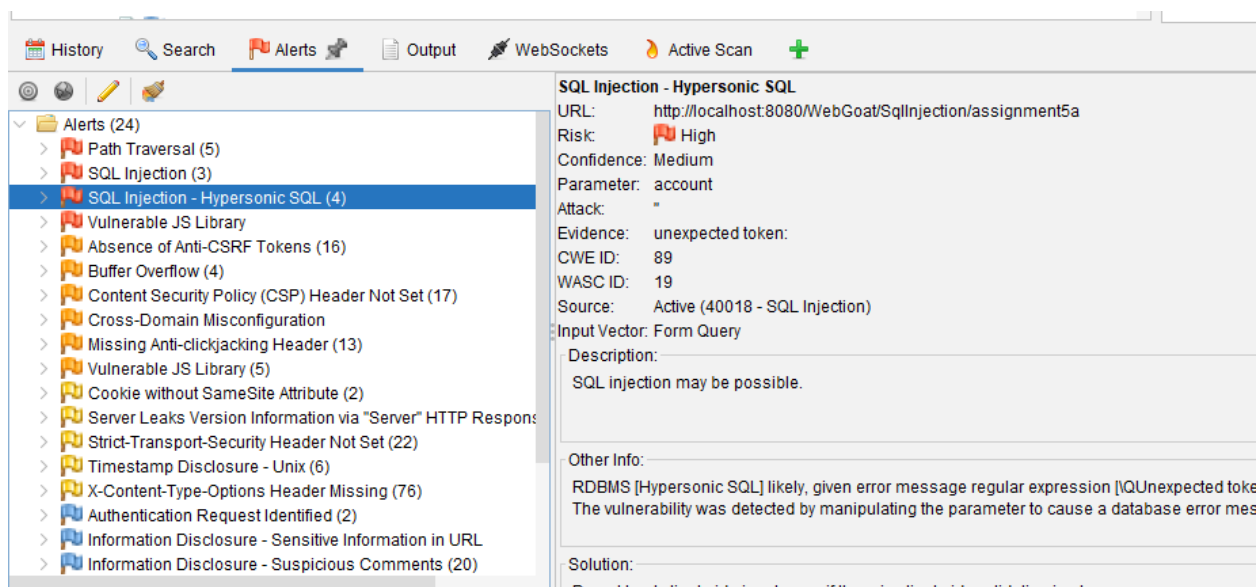 History Search Alerts Output WebSockets Active Scan
Alerts (24)
Path Traversal (5)
SQL Injection (3)
SQL Injection - Hypersonic SQL (4)
Vulnerable JS Library
Absence of Anti-CSRF Tokens (16)
Buffer Overflow (4)
Content Security Policy (CSP) Header Not Set (17)
Cross-Domain Misconfiguration
Missing Anti-clickjacking Header (13)
Vulnerable JS Library (5)
Cookie without SameSite Attribute (2)
Server Leaks Version Information via "Server" HTTP Respons
Strict-Transport-Security Header Not Set (22)
Timestamp Disclosure - Unix (6)
X-Content-Type-Options Header Missing (76)
Authentication Request Identified (2)
Information Disclosure - Sensitive Information in URL
Information Disclosure - Suspicious Comments (20)
SQL Injection - Hypersonic SQL
URL: http://localhost:8080/WebGoat/SqlInjection/assignment5a
Risk: High
Confidence: Medium
Parameter: account
Attack: "
Evidence: unexpected token:
CWE ID: 89
WASC ID: 19
Source: Active (40018 - SQL Injection)
Input Vector: Form Query
Description:
SQL injection may be possible.
Other Info:
RDBMS [Hypersonic SQL] likely, given error message regular expression [\QUnexpected toke
The vulnerability was detected by manipulating the parameter to cause a database error mes
Solution: